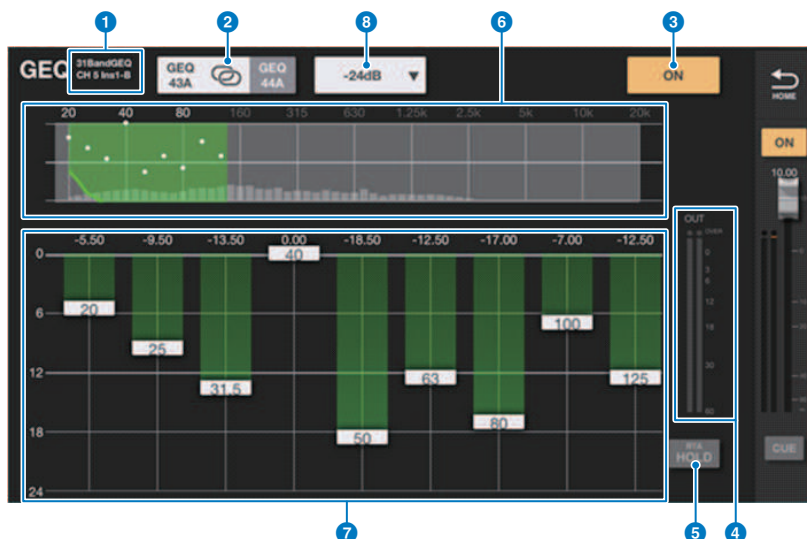 1 2 8 6 3
GEQ 31BandGEQ
CH 5 Ins1-B
GEQ 43A GEQ 44A
-24dB ▼
ON
HOME
20 40 80 160 315 630 1.25k 2.5k 5k 10k 20k
ON
10.00
OUT
OVER
0
3
6
12
18
30
60
-5.50 -9.50 -13.50 0.00 -18.50 -12.50 -17.00 -7.00 -12.50
0
6
12
18
24
20 25 31.5 40 50 63 80 100 125
RTA
HOLD
CUE
7 5 4